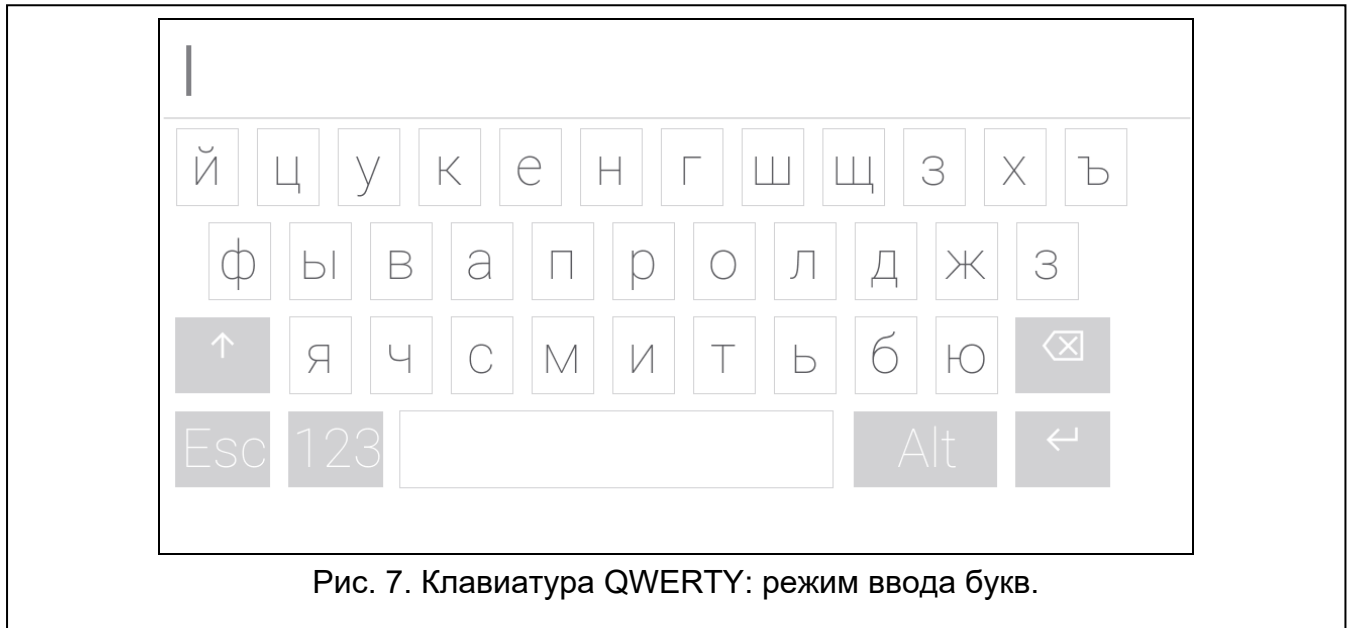 й ц у к е н г ш щ з х ъ
ф ы в а п р о л д ж з
↑ я ч с м и т ь б ю
Esc 123 Alt
Рис. 7. Клавиатура QWERTY: режим ввода букв.